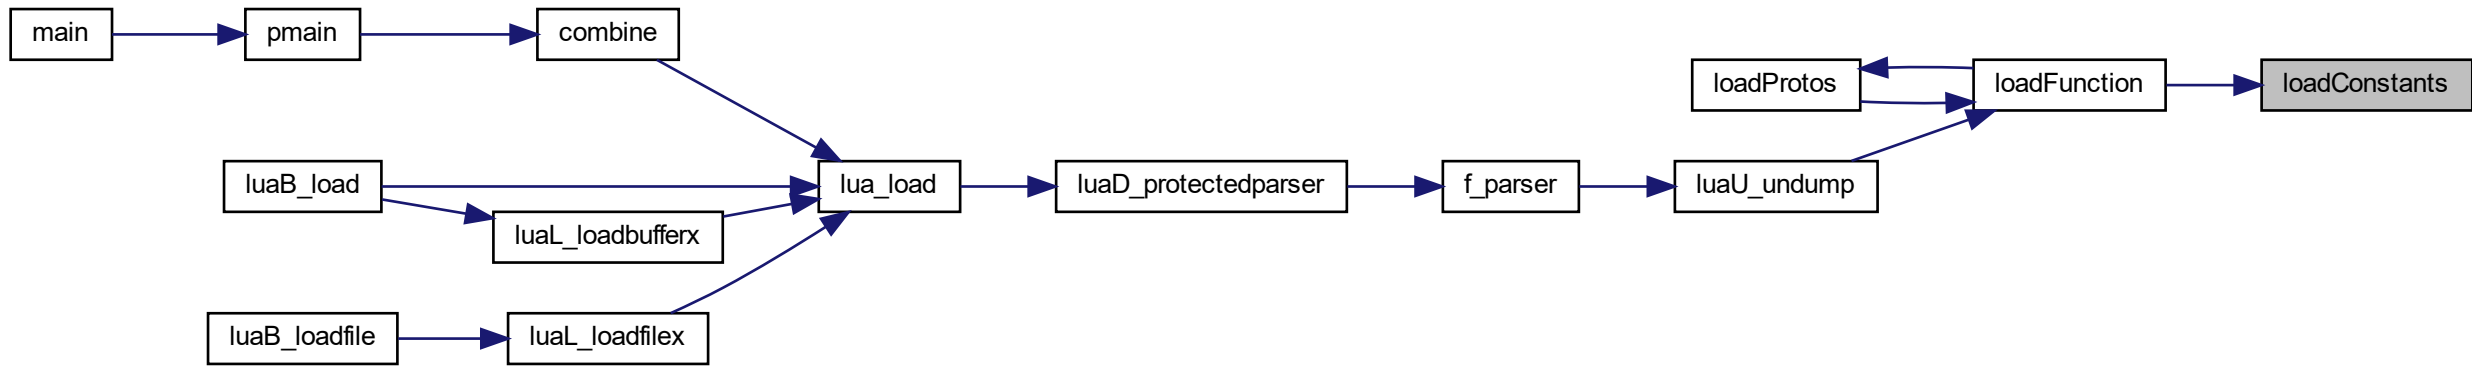 main
pmain
combine
loadProtos
loadFunction
loadConstants
luaB_load
lua_load
luaD_protectedparser
f_parser
luaU_undump
luaL_loadbufferx
luaB_loadfile
luaL_loadfilex